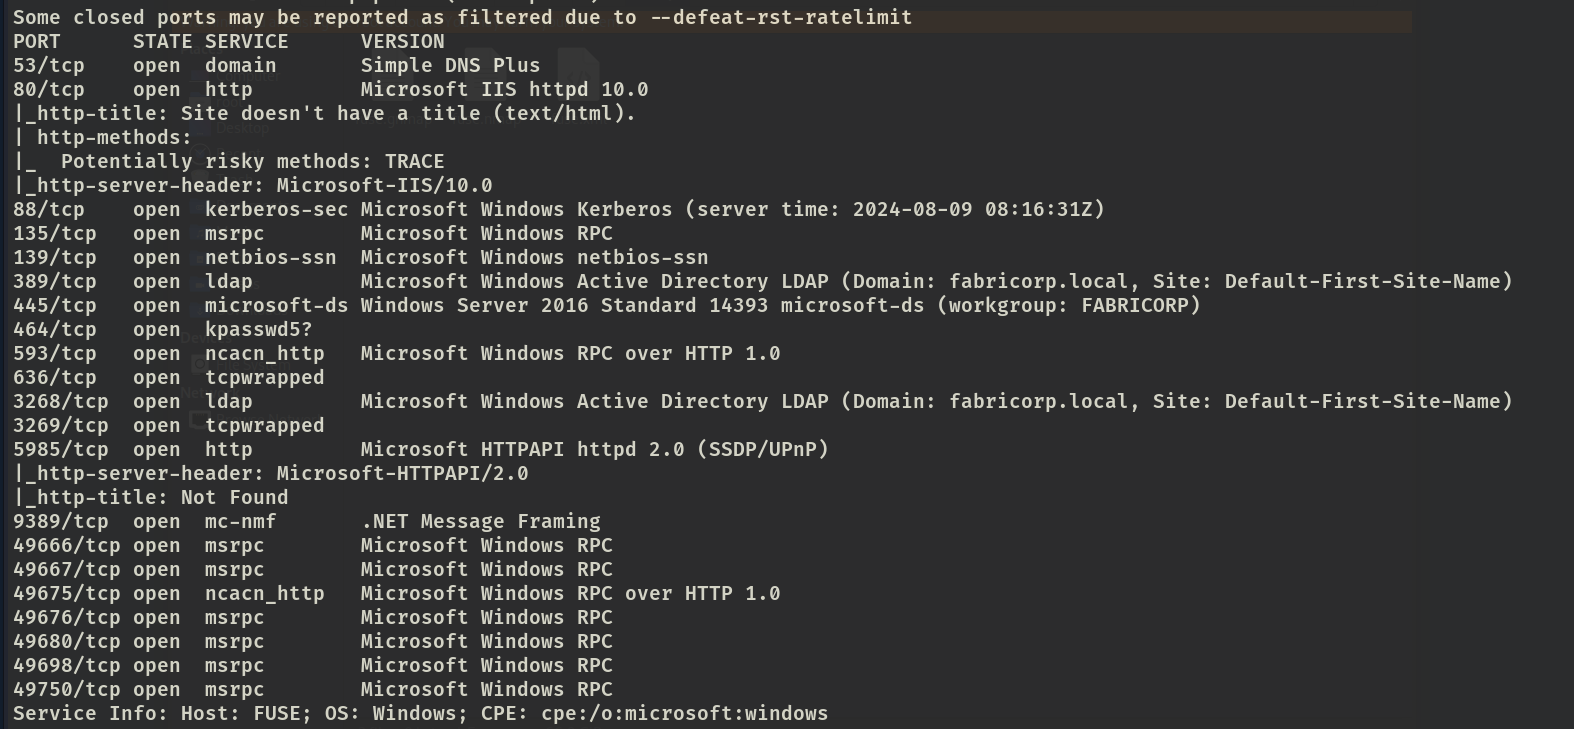 Some closed ports may be reported as filtered due to --defeat-rst-ratelimit
PORT      STATE SERVICE      VERSION
53/tcp    open  domain       Simple DNS Plus
80/tcp    open  http         Microsoft IIS httpd 10.0
|_http-title: Site doesn't have a title (text/html).
| http-methods:
|_  Potentially risky methods: TRACE
|_http-server-header: Microsoft-IIS/10.0
88/tcp    open  kerberos-sec Microsoft Windows Kerberos (server time: 2024-08-09 08:16:31Z)
135/tcp   open  msrpc        Microsoft Windows RPC
139/tcp   open  netbios-ssn  Microsoft Windows netbios-ssn
389/tcp   open  ldap         Microsoft Windows Active Directory LDAP (Domain: fabricorp.local, Site: Default-First-Site-Name)
445/tcp   open  microsoft-ds Windows Server 2016 Standard 14393 microsoft-ds (workgroup: FABRICORP)
464/tcp   open  kpasswd5?
593/tcp   open  ncacn_http   Microsoft Windows RPC over HTTP 1.0
636/tcp   open  tcpwrapped
3268/tcp  open  ldap         Microsoft Windows Active Directory LDAP (Domain: fabricorp.local, Site: Default-First-Site-Name)
3269/tcp  open  tcpwrapped
5985/tcp  open  http         Microsoft HTTPAPI httpd 2.0 (SSDP/UPnP)
|_http-server-header: Microsoft-HTTPAPI/2.0
|_http-title: Not Found
9389/tcp  open  mc-nmf       .NET Message Framing
49666/tcp open  msrpc        Microsoft Windows RPC
49667/tcp open  msrpc        Microsoft Windows RPC
49675/tcp open  ncacn_http   Microsoft Windows RPC over HTTP 1.0
49676/tcp open  msrpc        Microsoft Windows RPC
49680/tcp open  msrpc        Microsoft Windows RPC
49698/tcp open  msrpc        Microsoft Windows RPC
49750/tcp open  msrpc        Microsoft Windows RPC
Service Info: Host: FUSE; OS: Windows; CPE: cpe:/o:microsoft:windows